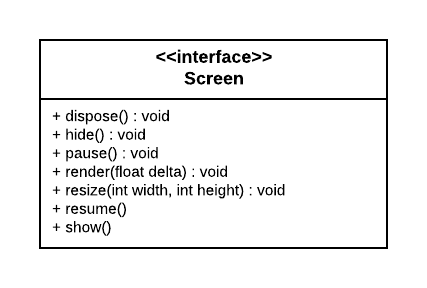 <<interface>>
Screen
+ dispose() : void
+ hide() : void
+ pause() : void
+ render(float delta) : void
+ resize(int width, int height) : void
+ resume()
+ show()